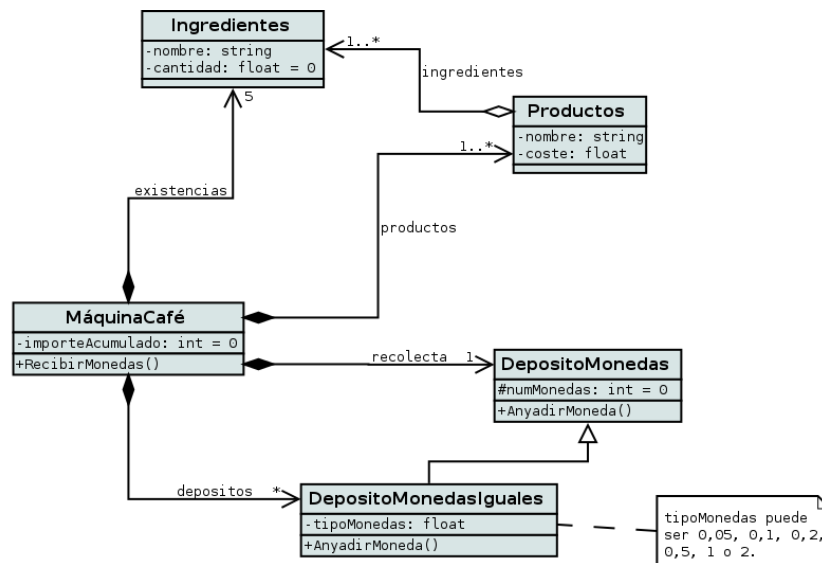 Ingredientes
-nombre: string
-cantidad: float = 0
1..*
ingredientes
5
Productos
-nombre: string
-coste: float
1..*
existencias
productos
MáquinaCafé
-importeAcumulado: int = 0
+RecibirMonedas()
recolecta 1
DepositoMonedas
#numMonedas: int = 0
+AnyadirMoneda()
depositos *
DepositoMonedasIguales
-tipoMonedas: float
+AnyadirMoneda()
tipoMonedas puede
ser 0,05, 0,1, 0,2,
0,5, 1 o 2.